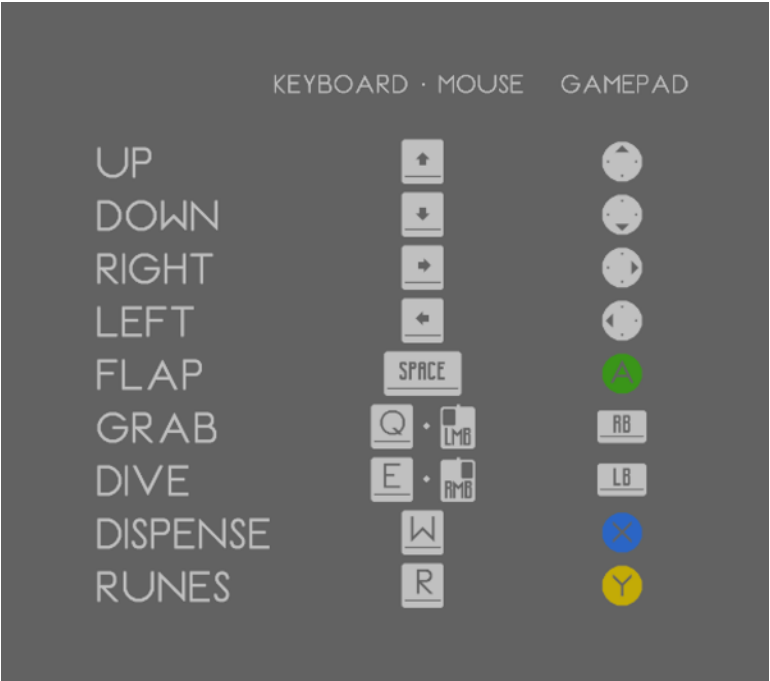 KEYBOARD · MOUSE GAMEPAD
UP
DOWN
RIGHT
LEFT
FLAP SPACE A
GRAB Q · LMB RB
DIVE E · RMB LB
DISPENSE W X
RUNES R Y